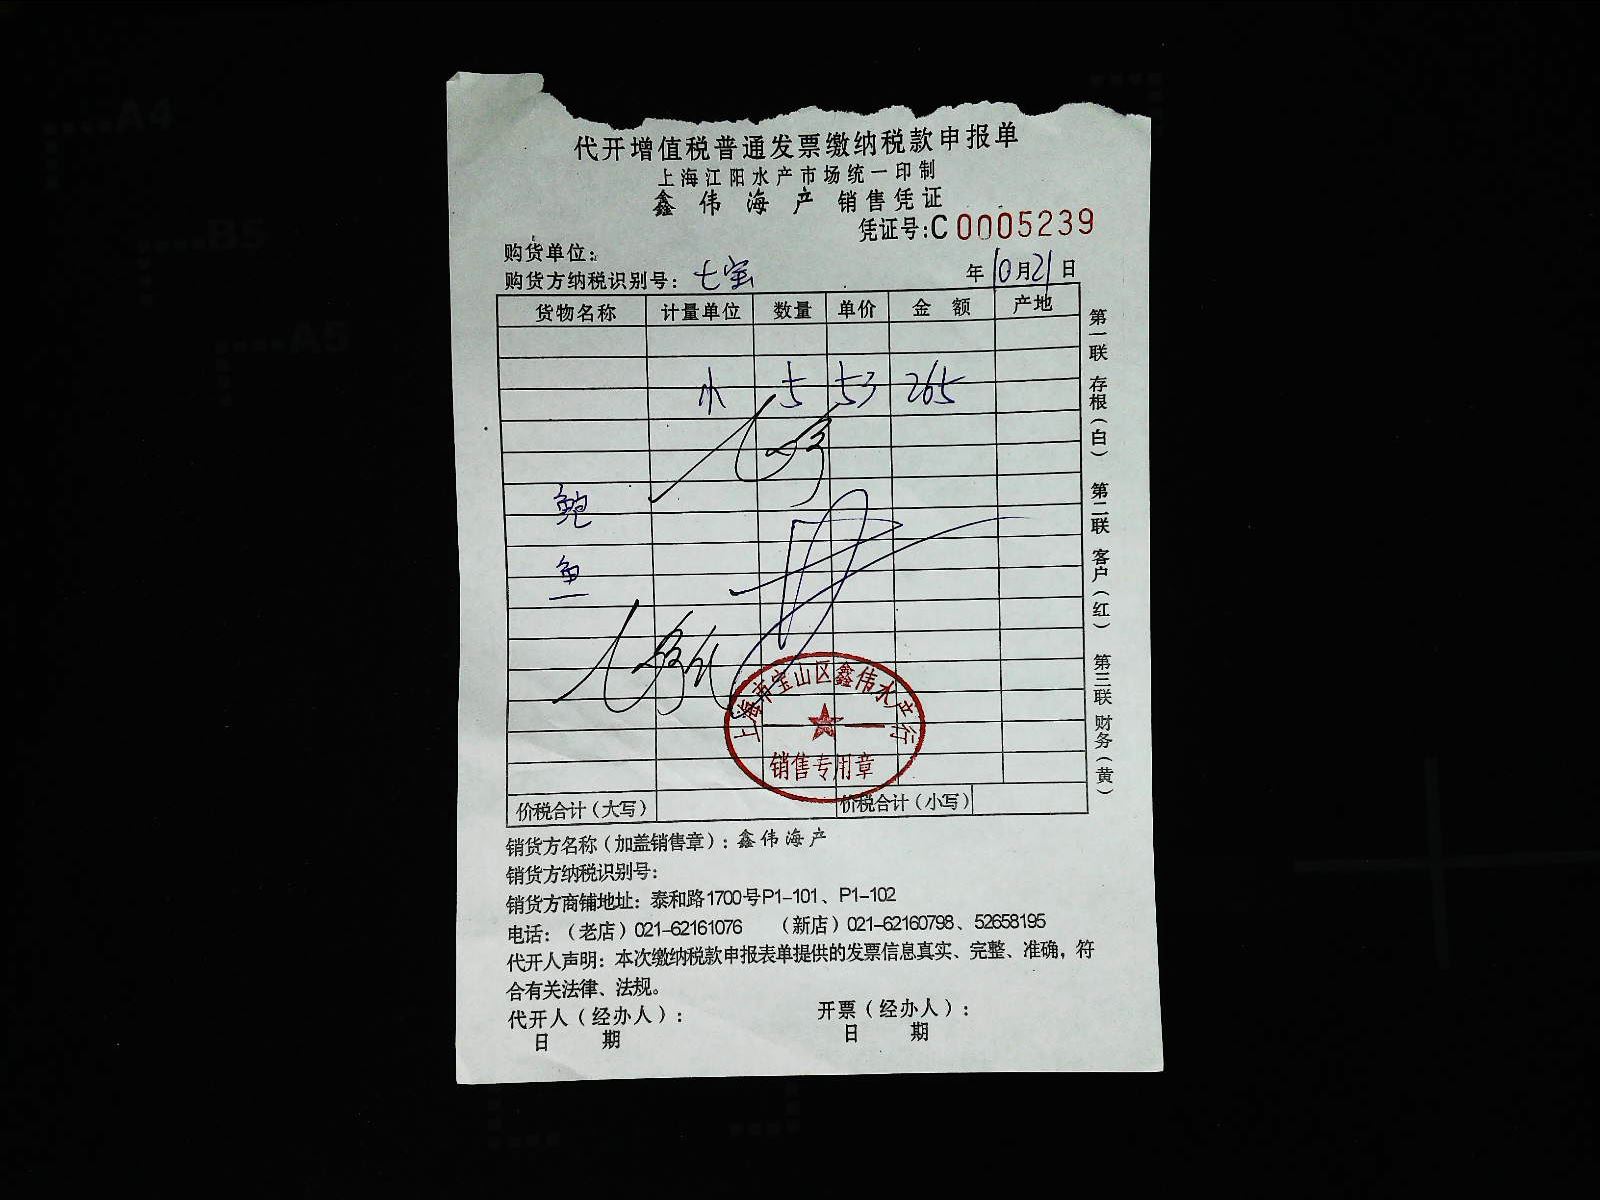 代开增值税普通发票缴纳税款申报单
上海江阳水产市场统一印制
鑫伟海产 销售凭证
凭证号:C0005239
购货单位:
购货方纳税识别号: 七宝 年10月21日
货物名称 计量单位 数量 单价 金额 产地
小 5 53 265
鲍
鱼
上海市宝山区鑫伟水产行
销售专用章
价税合计(大写) 价税合计(小写)
第一联 存根(白) 第二联 客户(红) 第三联 财务(黄)
销货方名称(加盖销售章): 鑫伟海产
销货方纳税识别号:
销货方商铺地址: 泰和路1700号P1-101、P1-102
电话:(老店)021-62161076 (新店)021-62160798、52658195
代开人声明: 本次缴纳税款申报表单提供的发票信息真实、完整、准确,符
合有关法律、法规。
代开人(经办人): 开票(经办人):
日 期 日 期